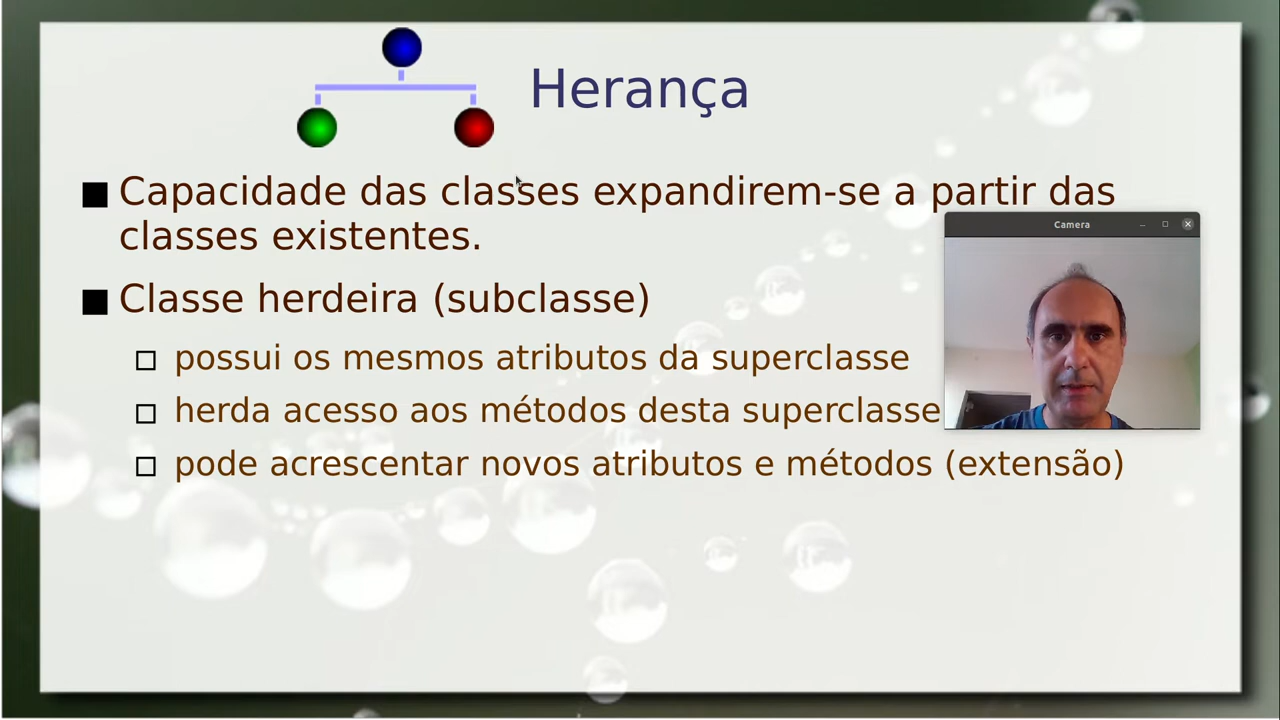 Herança
Capacidade das classes expandirem-se a partir das
classes existentes.
Camera
Classe herdeira (subclasse)
possui os mesmos atributos da superclasse
herda acesso aos métodos desta superclasse
pode acrescentar novos atributos e métodos (extensão)